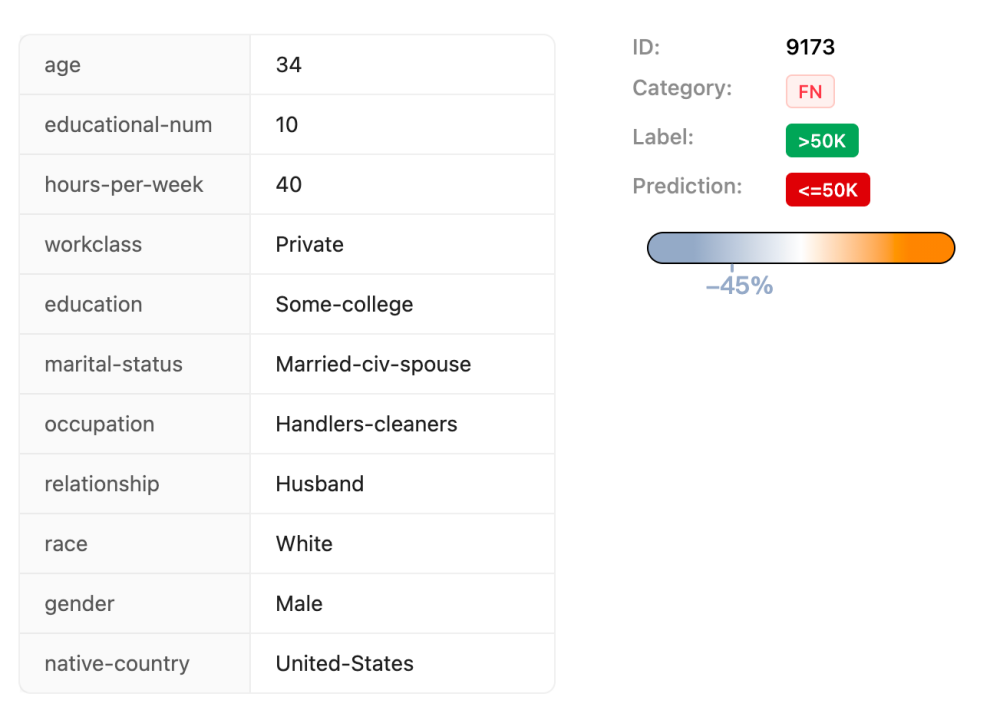 age 34
educational-num 10
hours-per-week 40
workclass Private
education Some-college
marital-status Married-civ-spouse
occupation Handlers-cleaners
relationship Husband
race White
gender Male
native-country United-States
ID: 9173
Category: FN
Label: >50K
Prediction: <=50K
–45%